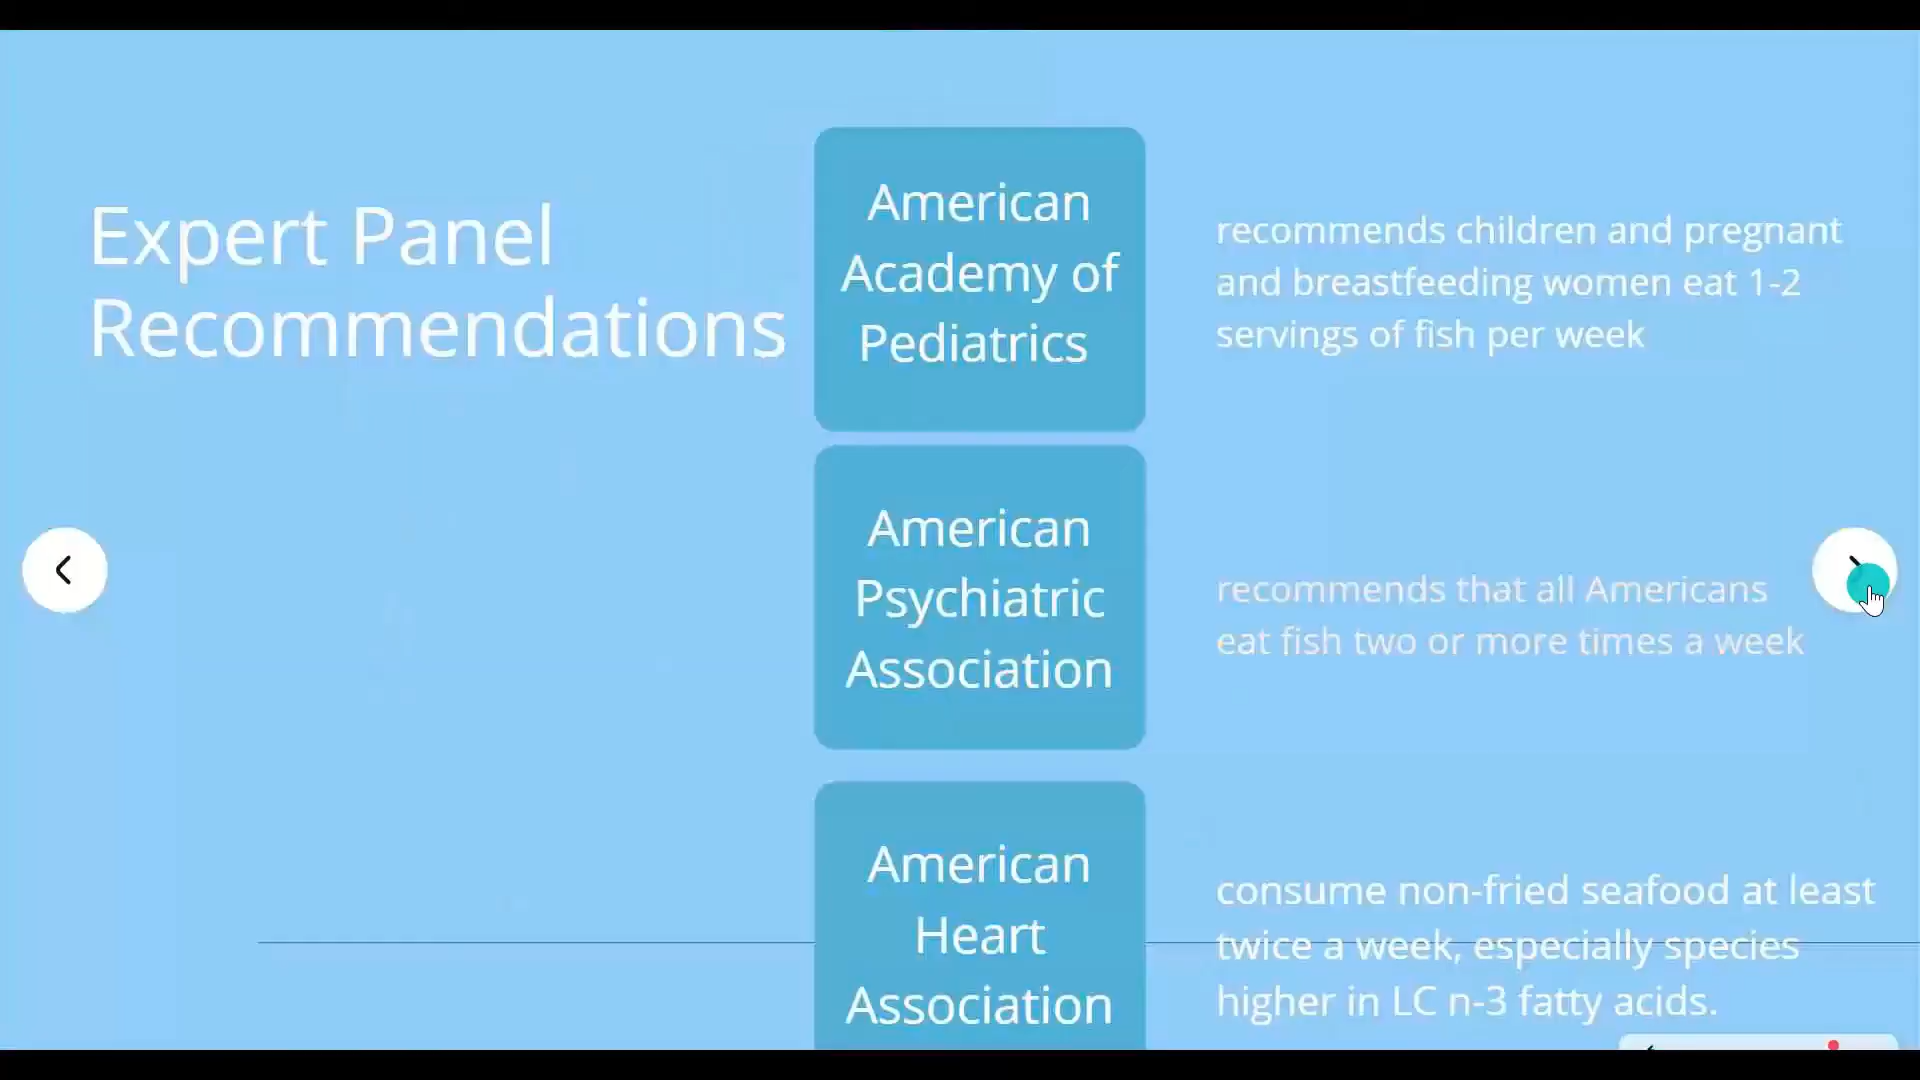 Expert Panel
Recommendations
American
Academy of
Pediatrics
recommends children and pregnant
and breastfeeding women eat 1-2
servings of fish per week
American
Psychiatric
Association
recommends that all Americans
eat fish two or more times a week
American
Heart
Association
consume non-fried seafood at least
twice a week, especially species
higher in LC n-3 fatty acids.